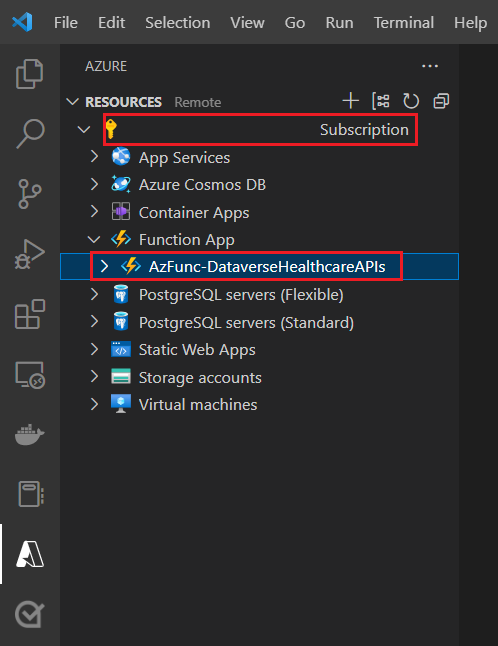 File Edit Selection View Go Run Terminal Help
AZURE
RESOURCES Remote
Subscription
App Services
Azure Cosmos DB
Container Apps
Function App
AzFunc-DataverseHealthcareAPIs
PostgreSQL servers (Flexible)
PostgreSQL servers (Standard)
Static Web Apps
Storage accounts
Virtual machines